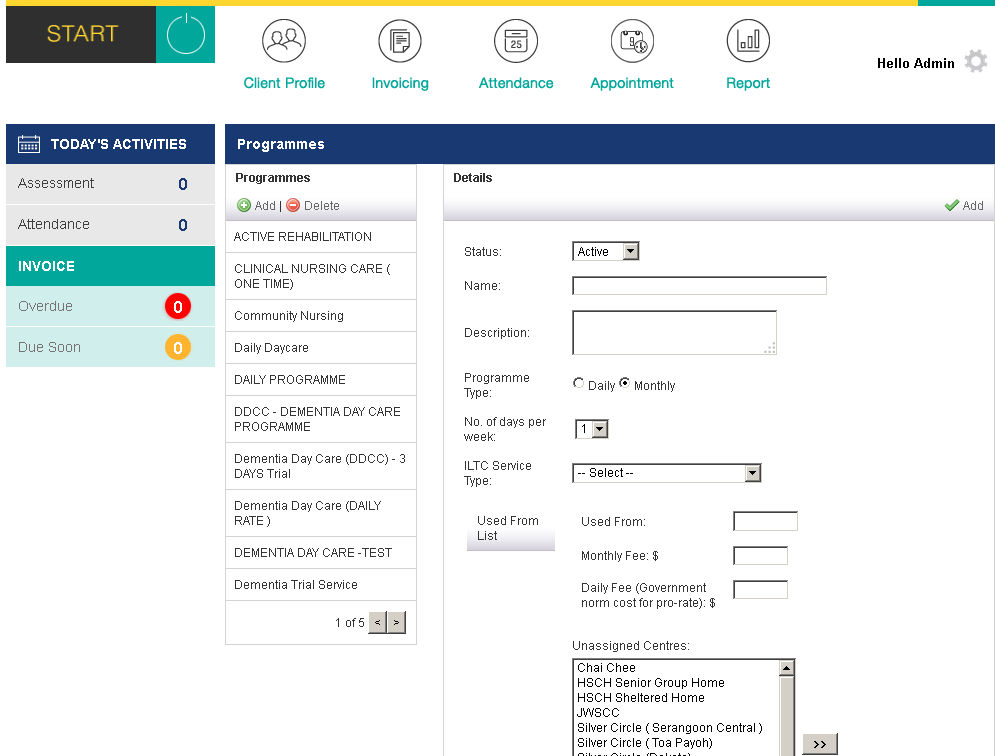 START
25
Client Profile
Invoicing
Attendance
Appointment
Report
Hello Admin
TODAY'S ACTIVITIES
Assessment 0
Attendance 0
INVOICE
Overdue 0
Due Soon 0
Programmes
Programmes
Add | Delete
ACTIVE REHABILITATION
CLINICAL NURSING CARE (
ONE TIME)
Community Nursing
Daily Daycare
DAILY PROGRAMME
DDCC - DEMENTIA DAY CARE
PROGRAMME
Dementia Day Care (DDCC) - 3
DAYS Trial
Dementia Day Care (DAILY
RATE )
DEMENTIA DAY CARE -TEST
Dementia Trial Service
1 of 5 < >
Details
Add
Status: Active
Name:
Description:
Programme
Type:
Daily Monthly
No. of days per
week:
1
ILTC Service
Type:
-- Select --
Used From
List
Used From:
Monthly Fee: $
Daily Fee (Government
norm cost for pro-rate): $
Unassigned Centres:
Chai Chee
HSCH Senior Group Home
HSCH Sheltered Home
JWSCC
Silver Circle ( Serangoon Central )
Silver Circle ( Toa Payoh)
>>